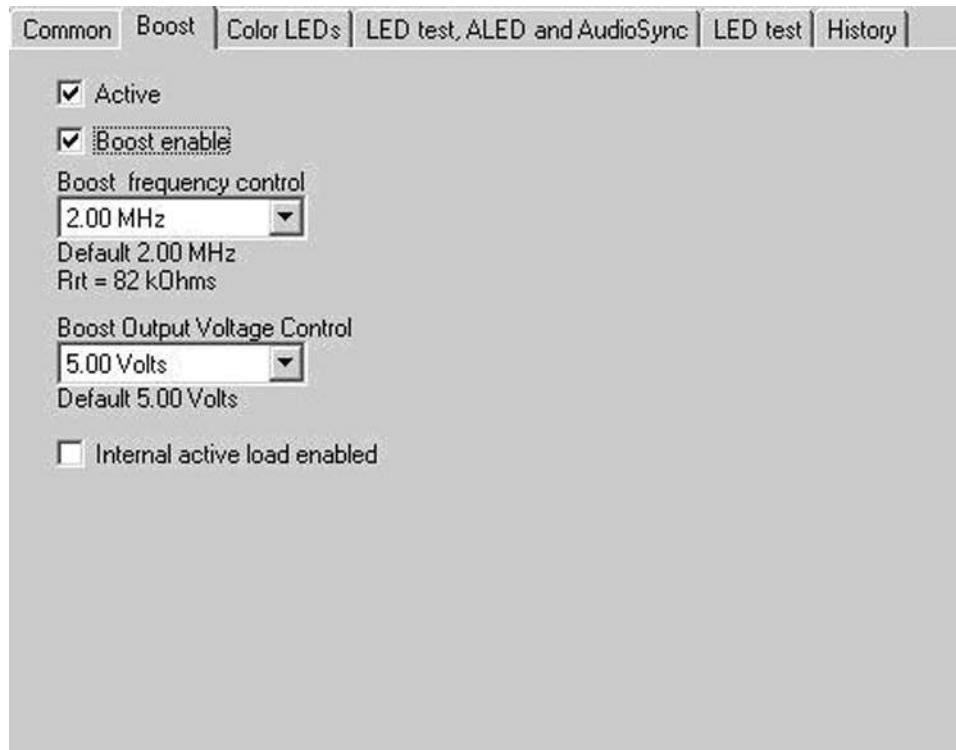 Common Boost Color LEDs LED test, ALED and AudioSync LED test History
Active
Boost enable
Boost frequency control
2.00 MHz
Default 2.00 MHz
Rrt = 82 kOhms
Boost Output Voltage Control
5.00 Volts
Default 5.00 Volts
Internal active load enabled